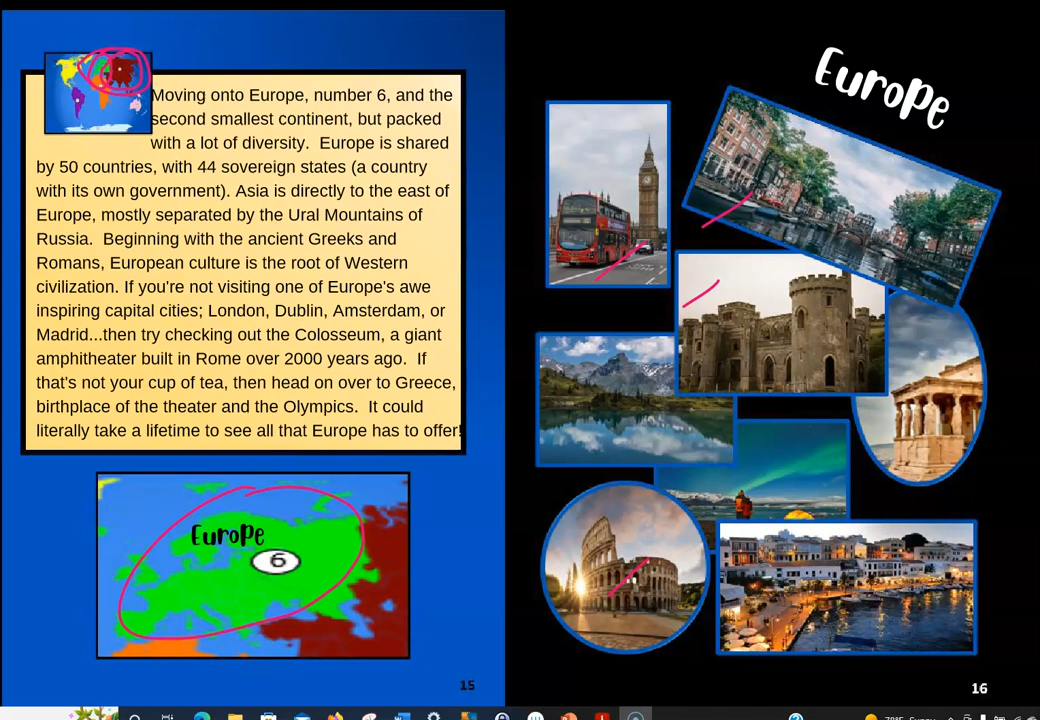 Moving onto Europe, number 6, and the
second smallest continent, but packed
with a lot of diversity. Europe is shared
by 50 countries, with 44 sovereign states (a country
with its own government). Asia is directly to the east of
Europe, mostly separated by the Ural Mountains of
Russia. Beginning with the ancient Greeks and
Romans, European culture is the root of Western
civilization. If you're not visiting one of Europe's awe
inspiring capital cities; London, Dublin, Amsterdam, or
Madrid...then try checking out the Colosseum, a giant
amphitheater built in Rome over 2000 years ago. If
that's not your cup of tea, then head on over to Greece,
birthplace of the theater and the Olympics. It could
literally take a lifetime to see all that Europe has to offer!
Europe
6
15
Europe
16